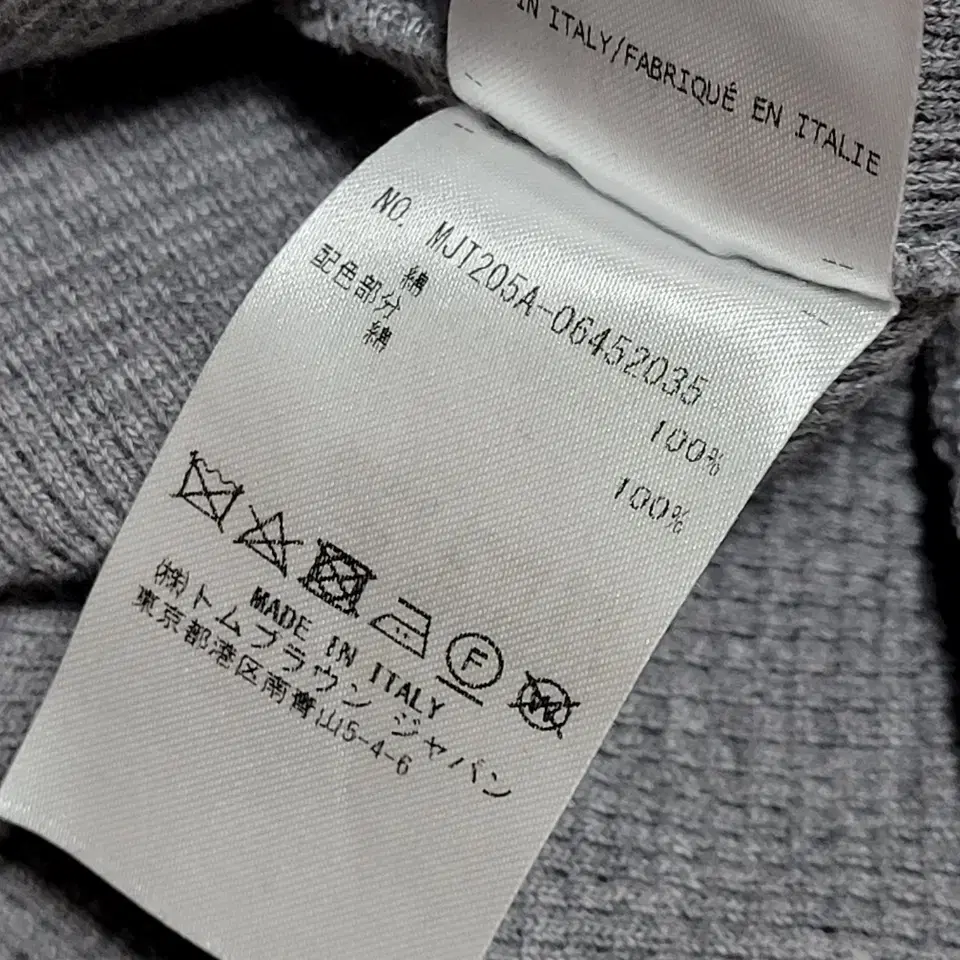 IN ITALY/FABRIQUÉ EN ITALIE
NO. MJT205A-06452035
綿 100%
配色部分
綿 100%
F
MADE IN ITALY
㈱トムブラウン ジャパン
東京都港区南青山5-4-6